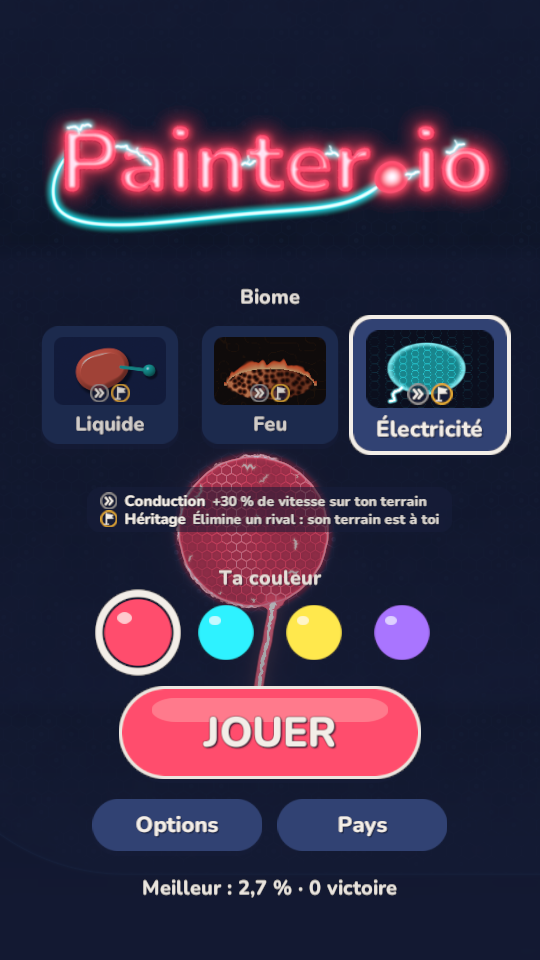 Painter.io
Biome
Liquide
Feu
Électricité
Conduction +30 % de vitesse sur ton terrain
Héritage Élimine un rival : son terrain est à toi
Ta couleur
JOUER
Options
Pays
Meilleur : 2,7 % · 0 victoire